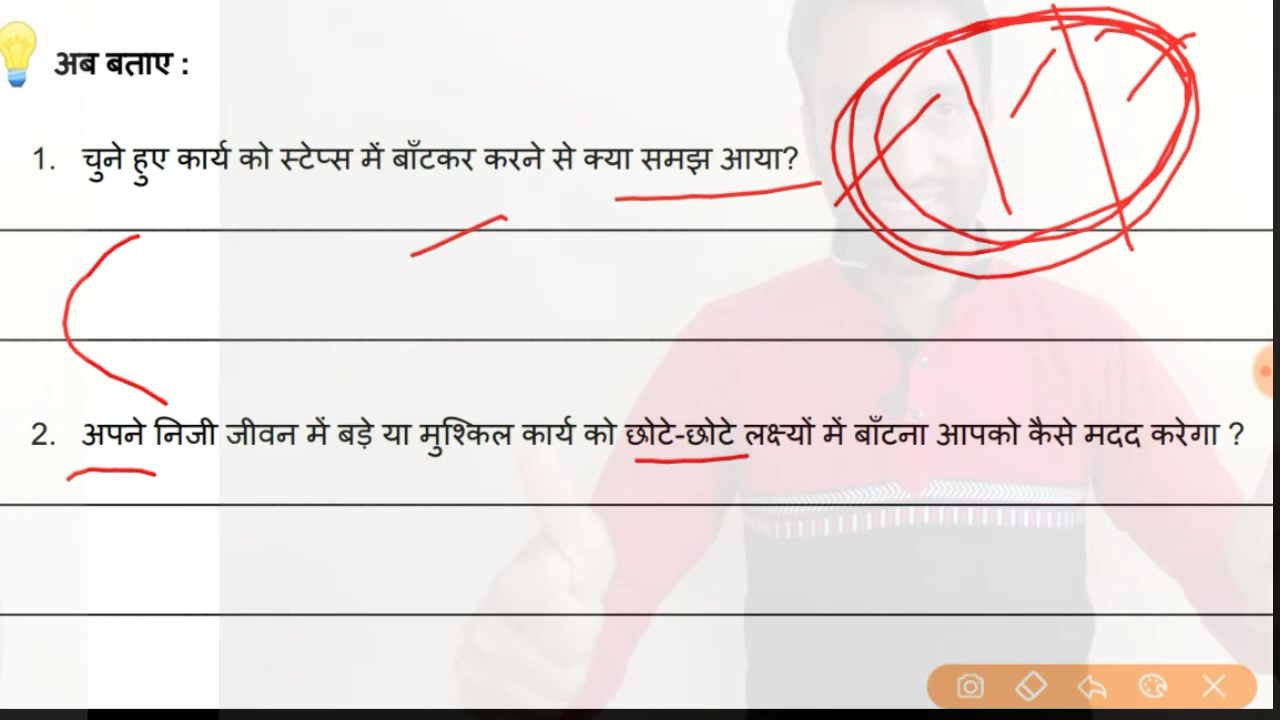 अब बताए :
1. चुने हुए कार्य को स्टेप्स में बाँटकर करने से क्या समझ आया?
2. अपने निजी जीवन में बड़े या मुश्किल कार्य को छोटे-छोटे लक्ष्यों में बाँटना आपको कैसे मदद करेगा ?